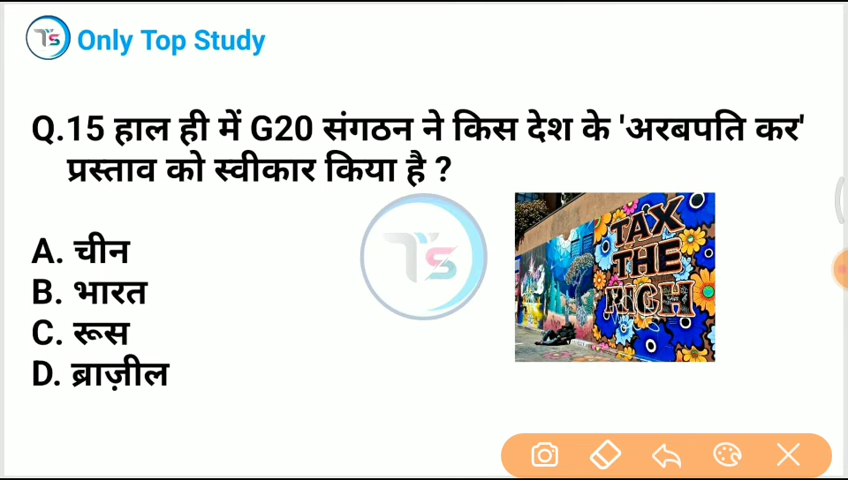 Only Top Study
Q.15 हाल ही में G20 संगठन ने किस देश के 'अरबपति कर'
प्रस्ताव को स्वीकार किया है ?
A. चीन
B. भारत
C. रूस
D. ब्राज़ील
TAX
THE
RICH